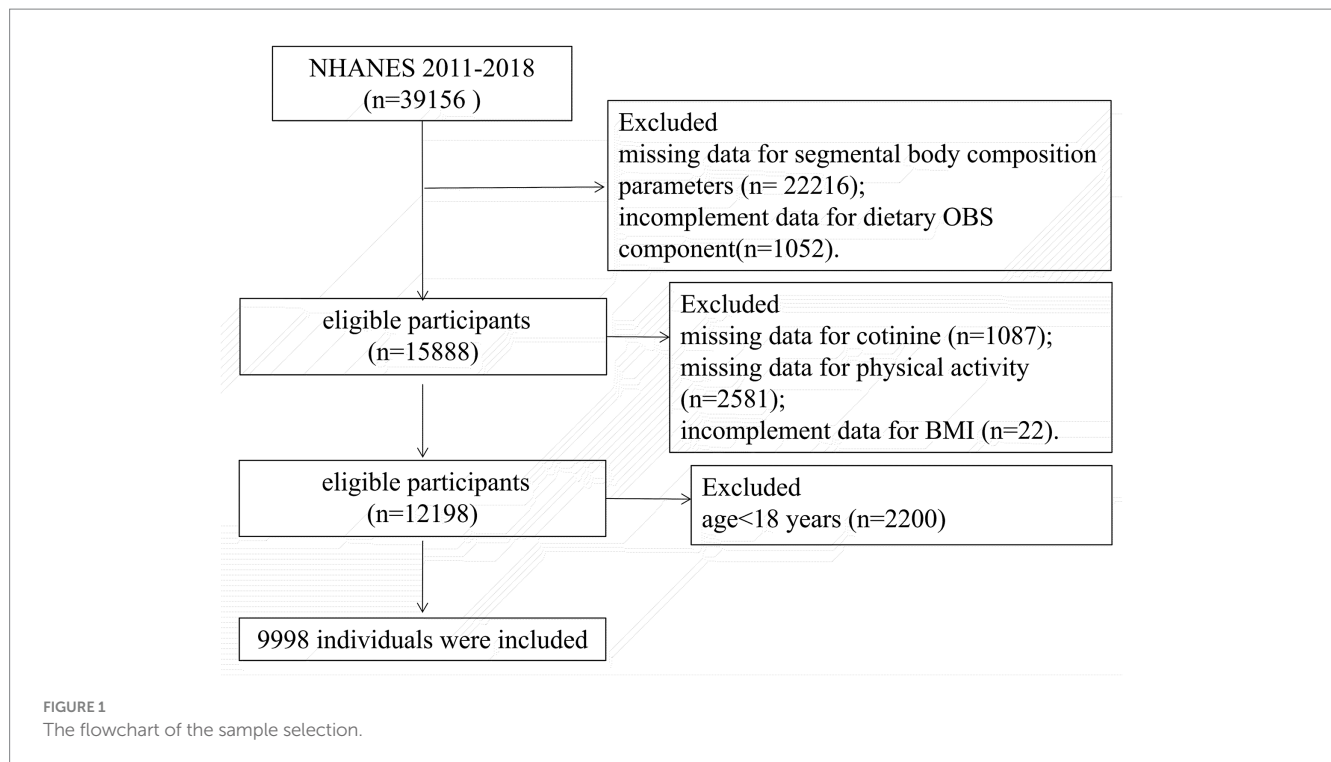 NHANES 2011-2018
(n=39156 )
Excluded
missing data for segmental body composition
parameters (n= 22216);
incomplement data for dietary OBS
component(n=1052).
eligible participants
(n=15888)
Excluded
missing data for cotinine (n=1087);
missing data for physical activity
(n=2581);
incomplement data for BMI (n=22).
eligible participants
(n=12198)
Excluded
age<18 years (n=2200)
9998 individuals were included
FIGURE 1
The flowchart of the sample selection.